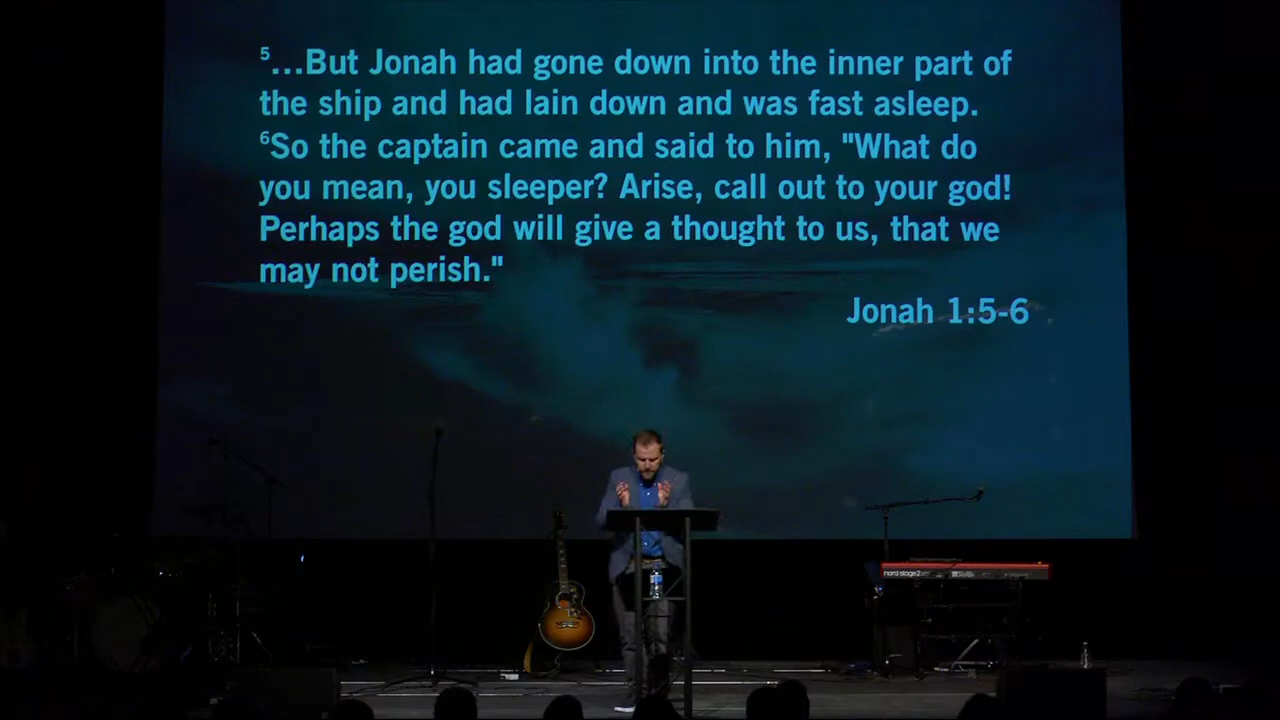 ⁵...But Jonah had gone down into the inner part of
the ship and had lain down and was fast asleep.
⁶So the captain came and said to him, "What do
you mean, you sleeper? Arise, call out to your god!
Perhaps the god will give a thought to us, that we
may not perish."
Jonah 1:5-6
nord stage 2